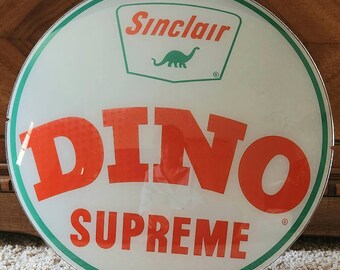 Sinclair
®
DINO
®
SUPREME